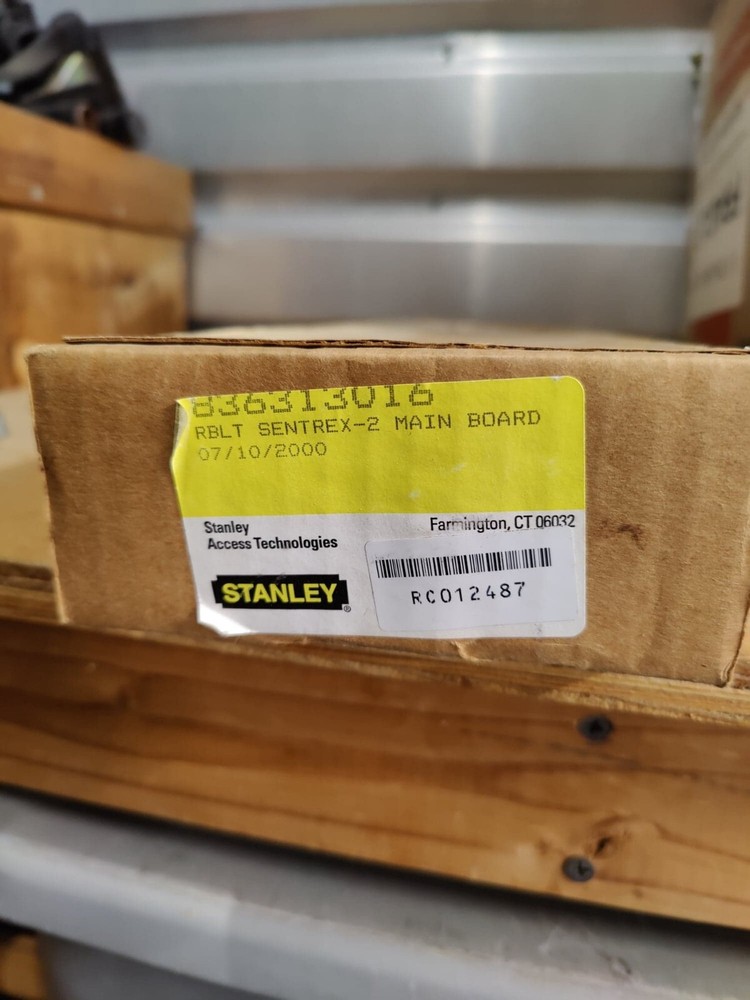 836313016
RBLT SENTREX-2 MAIN BOARD
07/10/2000
Stanley
Access Technologies
Farmington, CT 06032
STANLEY®
RC012487